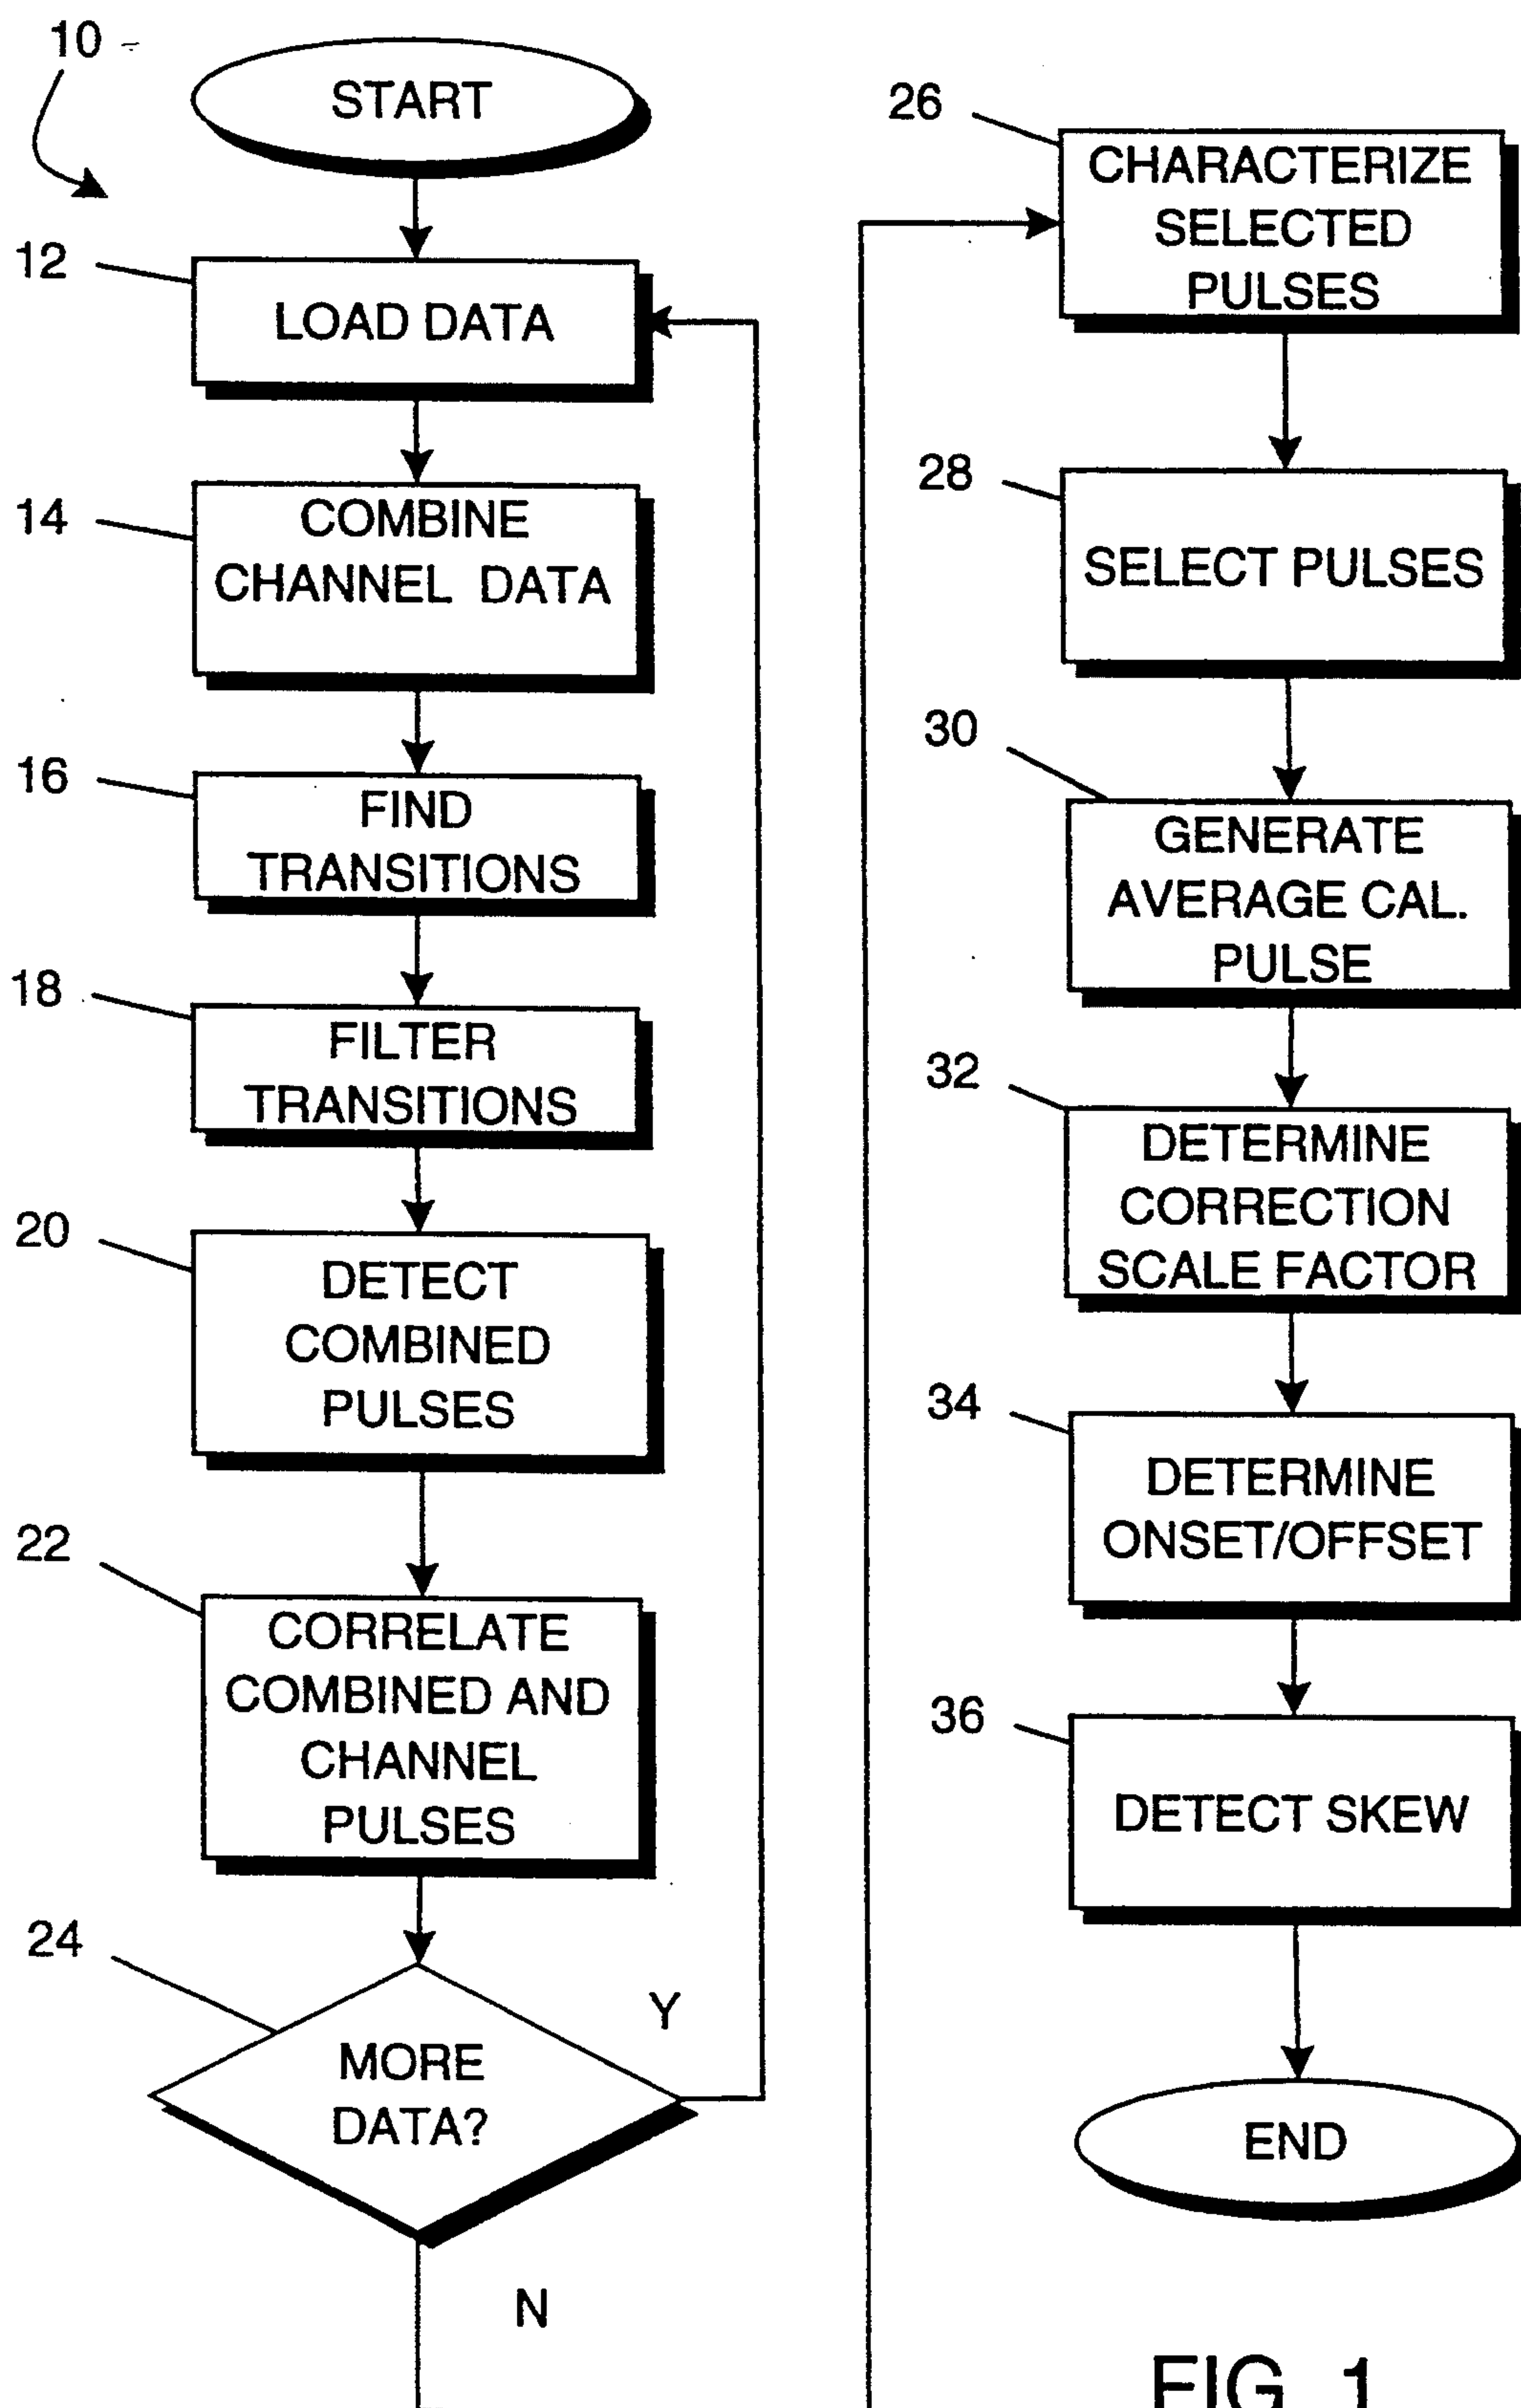 10
START
12
LOAD DATA
14
COMBINE
CHANNEL DATA
16
FIND
TRANSITIONS
18
FILTER
TRANSITIONS
20
DETECT
COMBINED
PULSES
22
CORRELATE
COMBINED AND
CHANNEL
PULSES
24
MORE
DATA?
Y
N
26
CHARACTERIZE
SELECTED
PULSES
28
SELECT PULSES
30
GENERATE
AVERAGE CAL.
PULSE
32
DETERMINE
CORRECTION
SCALE FACTOR
34
DETERMINE
ONSET/OFFSET
36
DETECT SKEW
END
FIG. 1